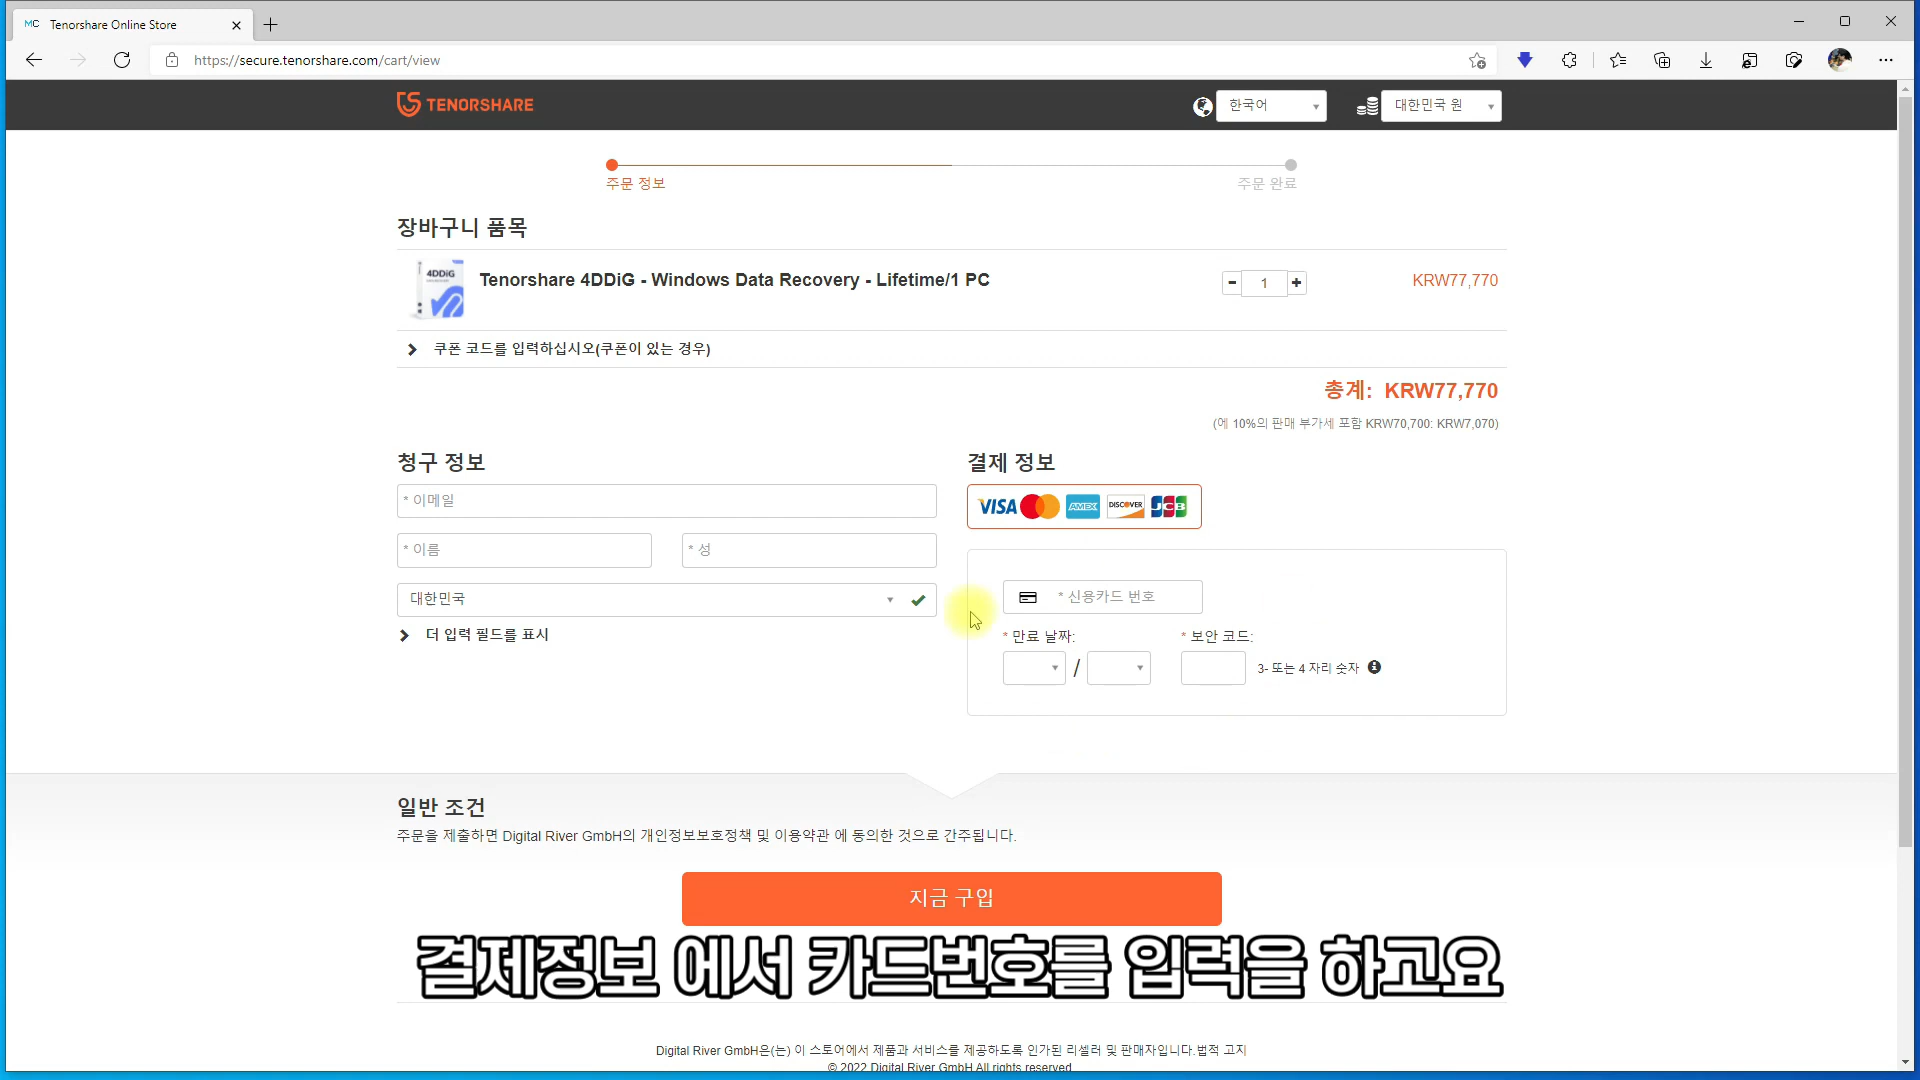 MC Tenorshare Online Store
https://secure.tenorshare.com/cart/view
TENORSHARE
한국어
대한민국 원
주문 정보
주문 완료
장바구니 품목
4DDiG
Tenorshare 4DDiG - Windows Data Recovery - Lifetime/1 PC
- 1 +
KRW77,770
쿠폰 코드를 입력하십시오(쿠폰이 있는 경우)
총계: KRW77,770
(에 10%의 판매 부가세 포함 KRW70,700: KRW7,070)
청구 정보
결제 정보
* 이메일
VISA AMEX DISCOVER JCB
* 이름
* 성
대한민국
* 신용카드 번호
더 입력 필드를 표시
* 만료 날짜:
* 보안 코드:
/
3- 또는 4 자리 숫자
일반 조건
주문을 제출하면 Digital River GmbH의 개인정보보호정책 및 이용약관 에 동의한 것으로 간주됩니다.
지금 구입
결제정보 에서 카드번호를 입력을 하고요
Digital River GmbH은(는) 이 스토어에서 제품과 서비스를 제공하도록 인가된 리셀러 및 판매자입니다.법적 고지
© 2022 Digital River GmbH All rights reserved